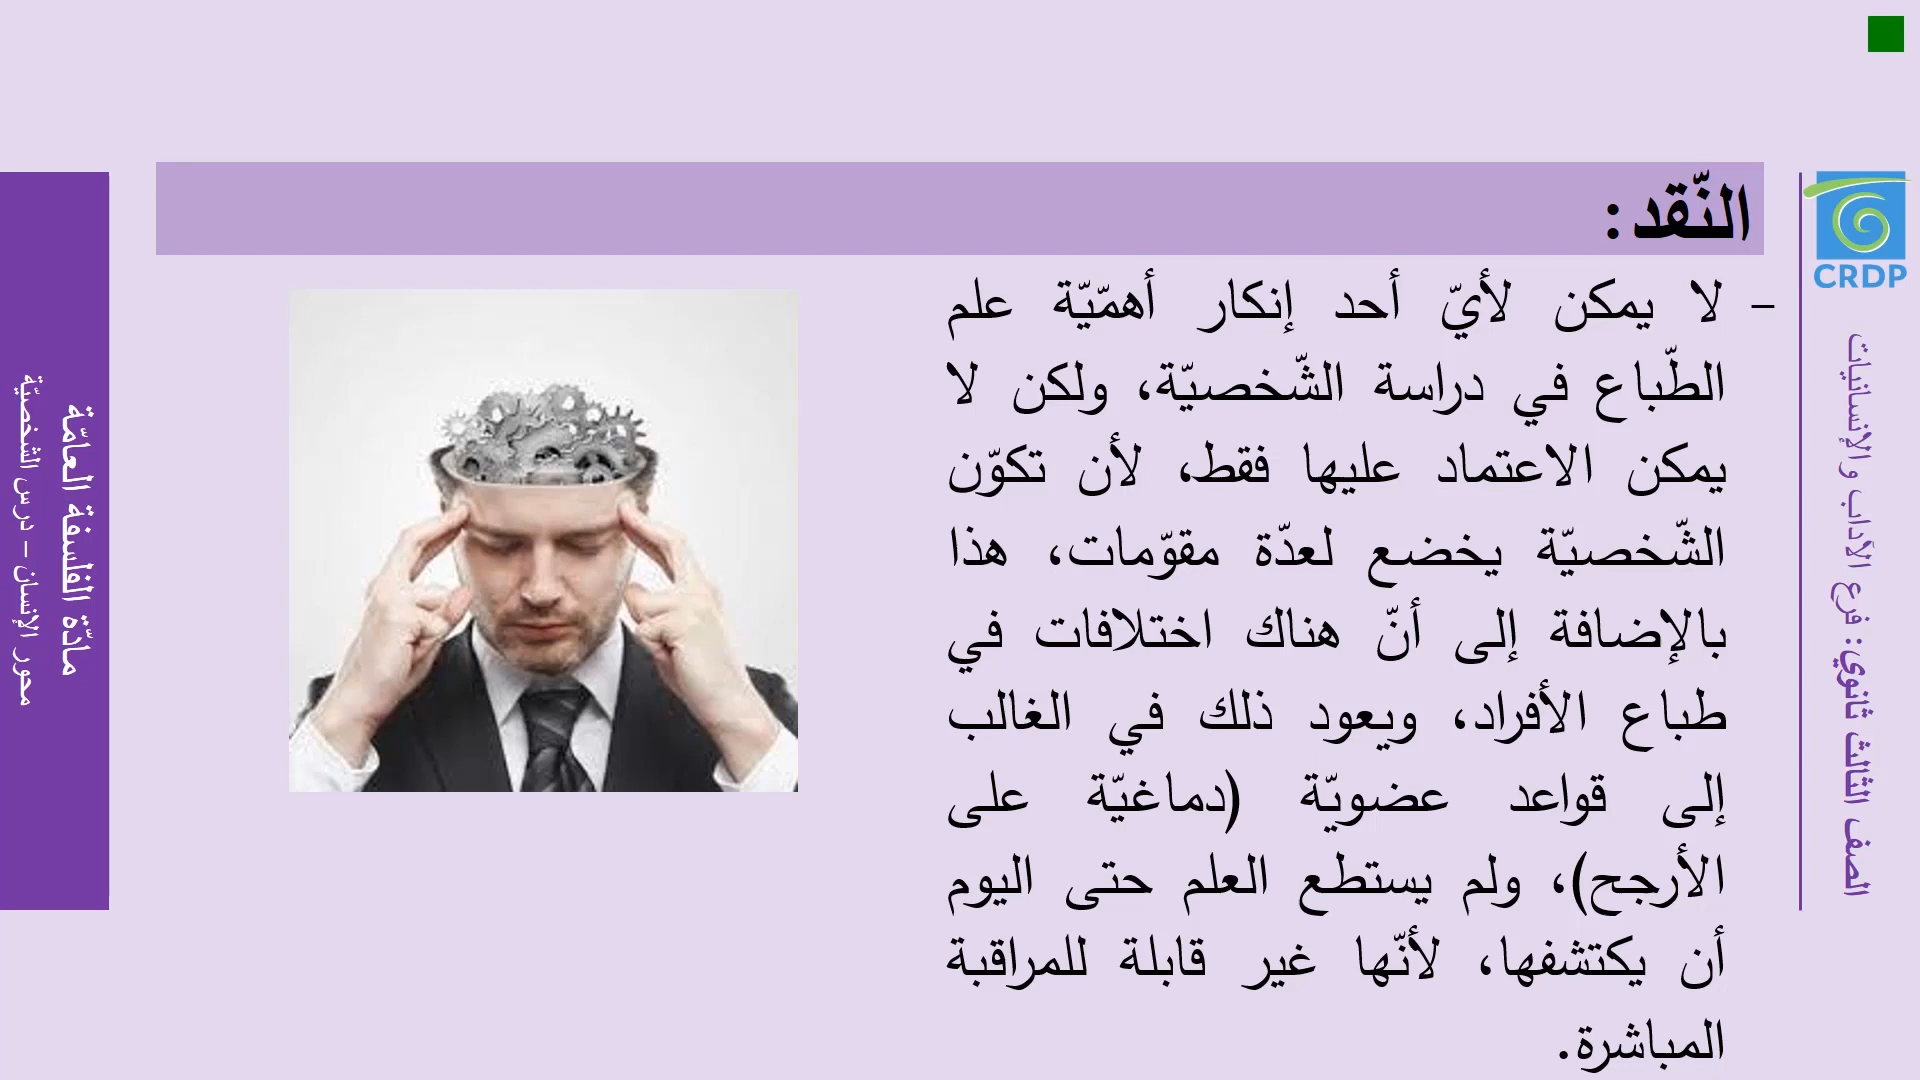 النّقد:
- لا يمكن لأيّ أحد إنكار أهمّيّة علم
الطّباع في دراسة الشّخصيّة، ولكن لا
يمكن الاعتماد عليها فقط، لأن تكوّن
الشّخصيّة يخضع لعدّة مقوّمات، هذا
بالإضافة إلى أنّ هناك اختلافات في
طباع الأفراد، ويعود ذلك في الغالب
إلى قواعد عضويّة (دماغيّة على
الأرجح)، ولم يستطع العلم حتى اليوم
أن يكتشفها، لأنّها غير قابلة للمراقبة
المباشرة.
CRDP
الصف الثالث ثانوي: فرع الآداب والإنسانيات
مادّة الفلسفة العامّة
محور الإنسان – درس الشخصيّة